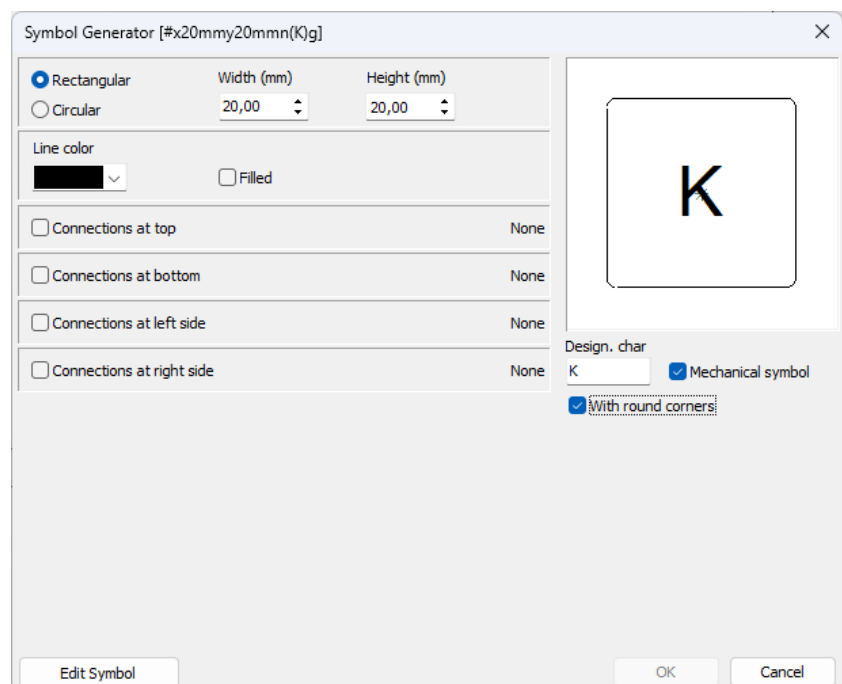 Symbol Generator [#x20mmy20mmn(K)g]
Rectangular
Width (mm)
Height (mm)
Circular
20,00
20,00
Line color
Filled
K
Connections at top
None
Connections at bottom
None
Connections at left side
None
Connections at right side
None
Design. char
K
Mechanical symbol
With round corners
Edit Symbol
OK
Cancel